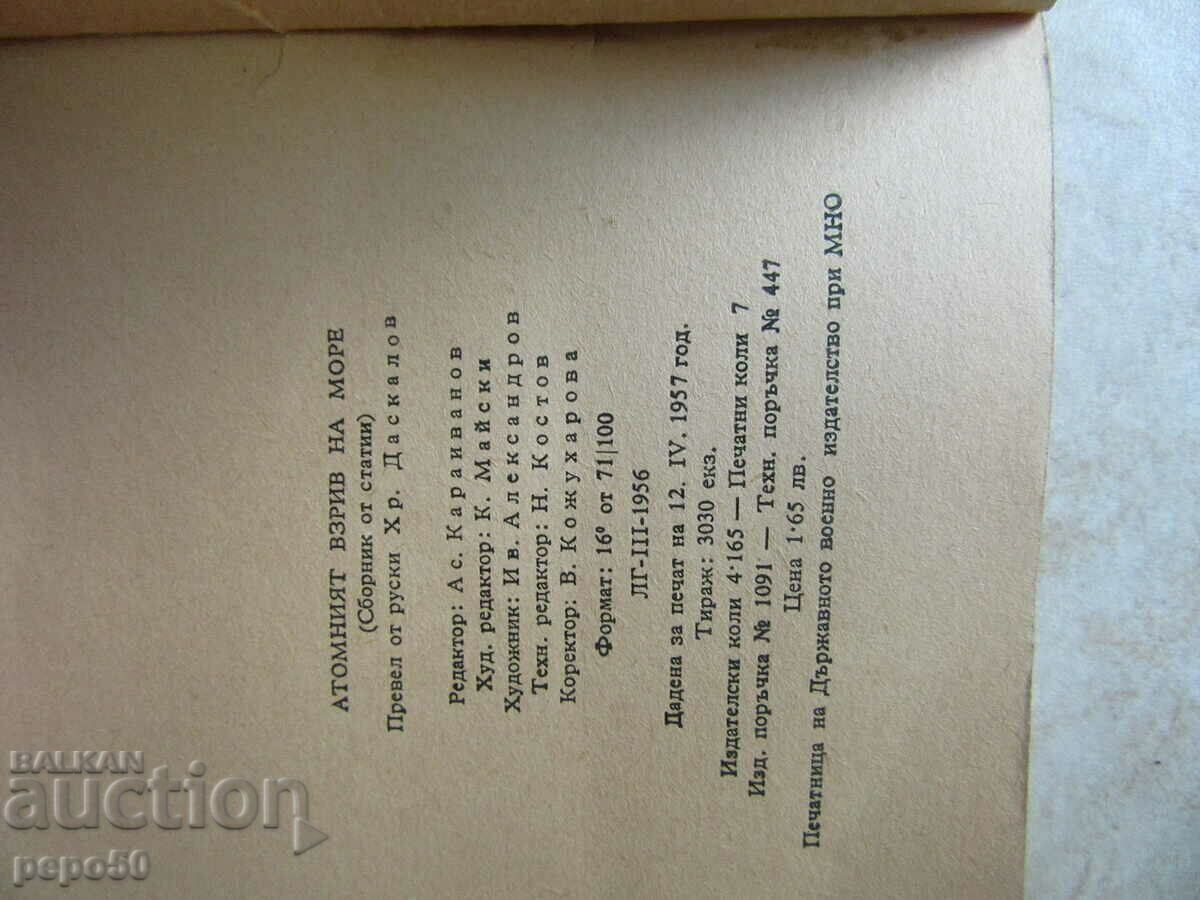 АТОМНИЯТ ВЗРИВ НА МОРЕ
(Сборник от статии)
Превел от руски Хр. Даскалов
Редактор: Ас. Караиванов
Худ. редактор: К. Майски
Художник: Ив. Александров
Техн. редактор: Н. Костов
Коректор: В. Кожухарова
Формат: 16⁰ от 71|100
ЛГ-III-1956
Дадена за печат на 12. IV. 1957 год.
Тираж: 3030 екз.
Издателски коли 4·165 — Печатни коли 7
Изд. поръчка № 1091 — Техн. поръчка № 447
Цена 1·65 лв.
Печатница на Държавното военно издателство при МНО
BALKAN
auction
pepo50